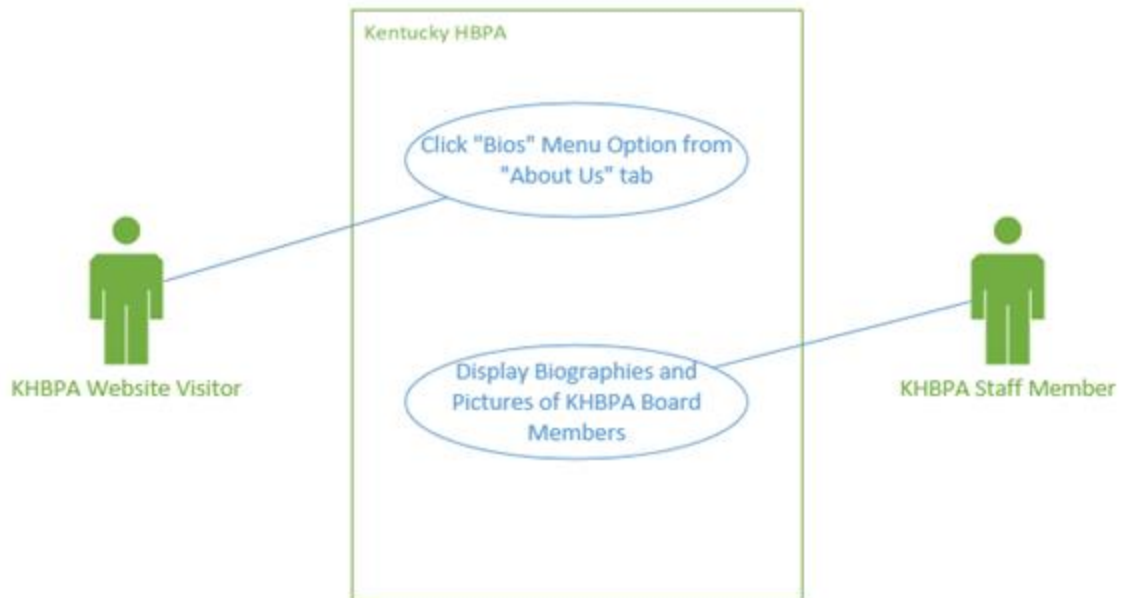 Kentucky HBPA
Click "Bios" Menu Option from
"About Us" tab
KHBPA Website Visitor
Display Biographies and
Pictures of KHBPA Board
Members
KHBPA Staff Member